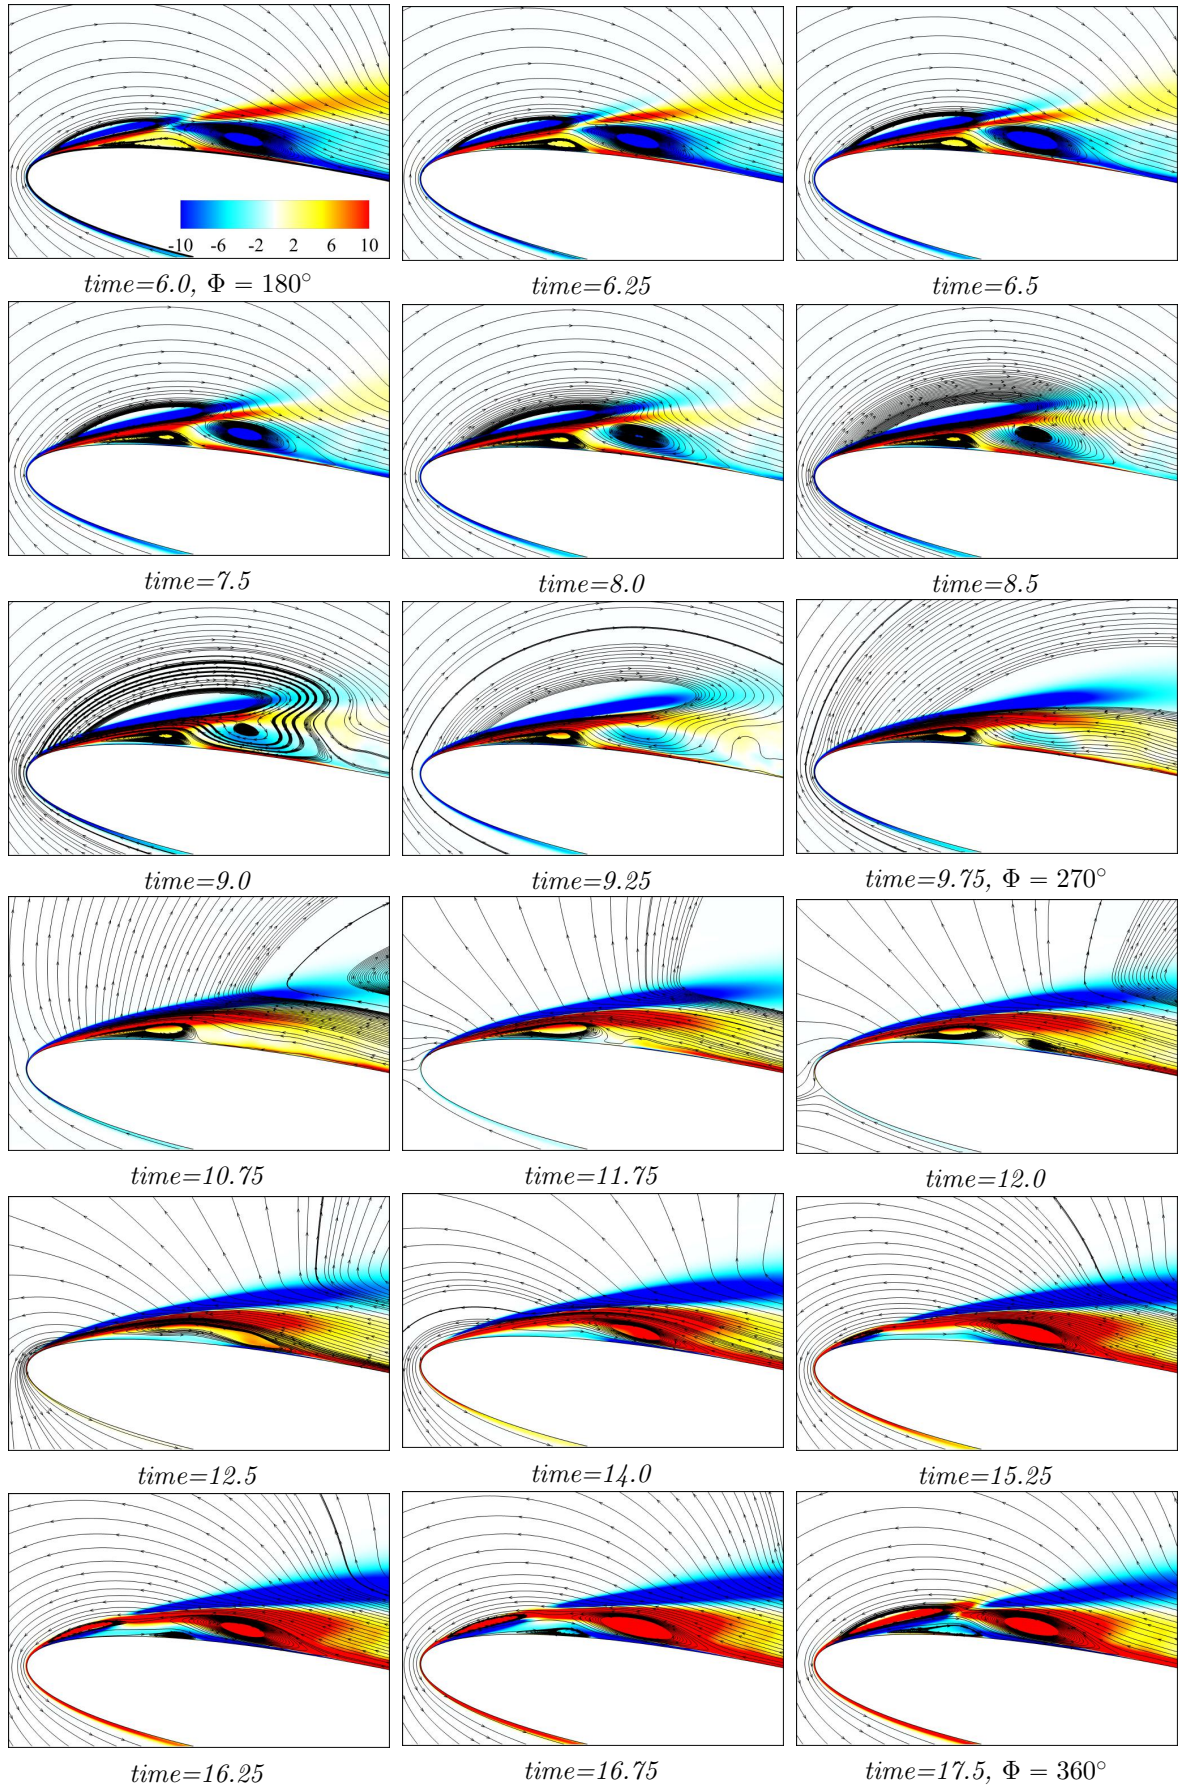 -10 -6 -2 2 6 10
time=6.0, Φ = 180°
time=6.25
time=6.5
time=7.5
time=8.0
time=8.5
time=9.0
time=9.25
time=9.75, Φ = 270°
time=10.75
time=11.75
time=12.0
time=12.5
time=14.0
time=15.25
time=16.25
time=16.75
time=17.5, Φ = 360°